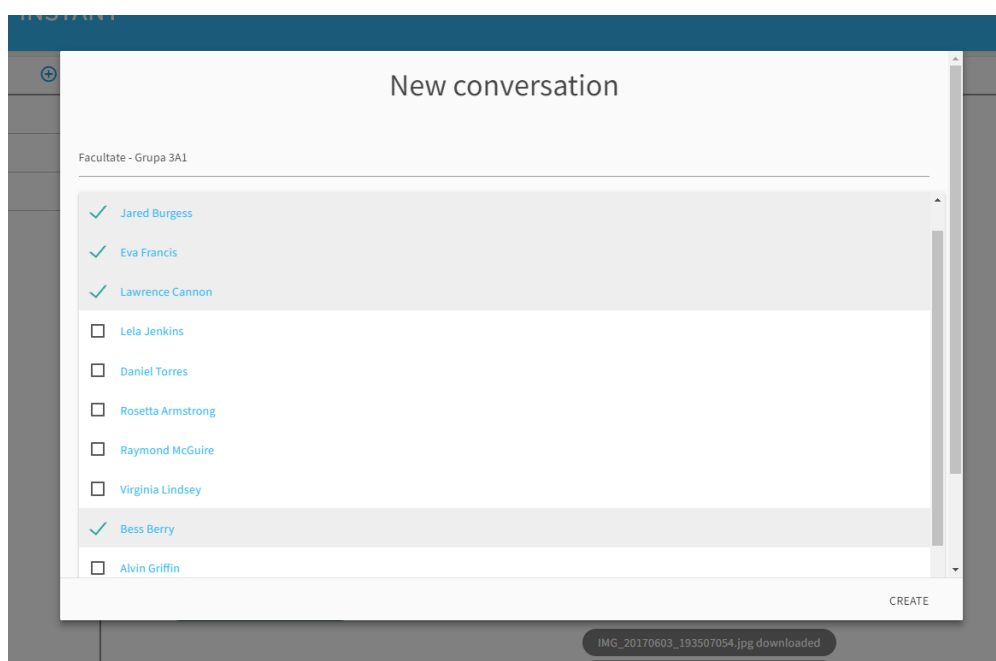 INSTANT
New conversation
Facultate - Grupa 3A1
Jared Burgess
Eva Francis
Lawrence Cannon
Lela Jenkins
Daniel Torres
Rosetta Armstrong
Raymond McGuire
Virginia Lindsey
Bess Berry
Alvin Griffin
CREATE
IMG_20170603_193507054.jpg downloaded